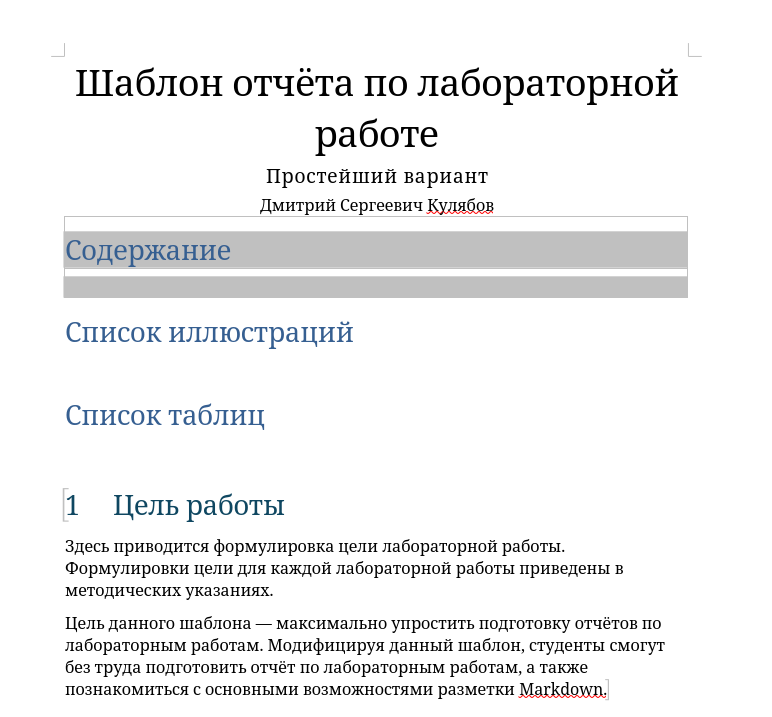 Шаблон отчёта по лабораторной
работе
Простейший вариант
Дмитрий Сергеевич Кулябов
Содержание
Список иллюстраций
Список таблиц
1 Цель работы
Здесь приводится формулировка цели лабораторной работы.
Формулировки цели для каждой лабораторной работы приведены в
методических указаниях.
Цель данного шаблона — максимально упростить подготовку отчётов по
лабораторным работам. Модифицируя данный шаблон, студенты смогут
без труда подготовить отчёт по лабораторным работам, а также
познакомиться с основными возможностями разметки Markdown.